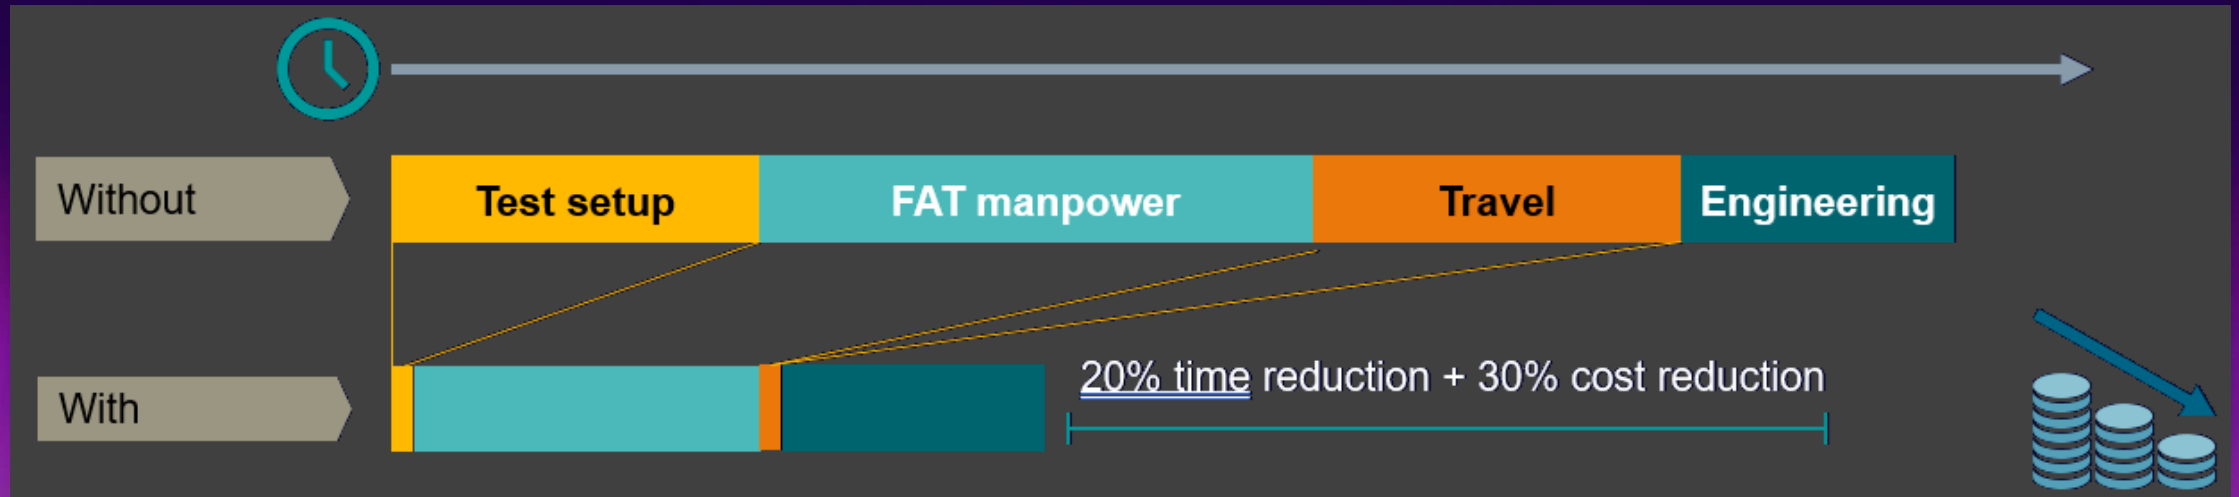 Without
Test setup
FAT manpower
Travel
Engineering
With
20% time reduction + 30% cost reduction